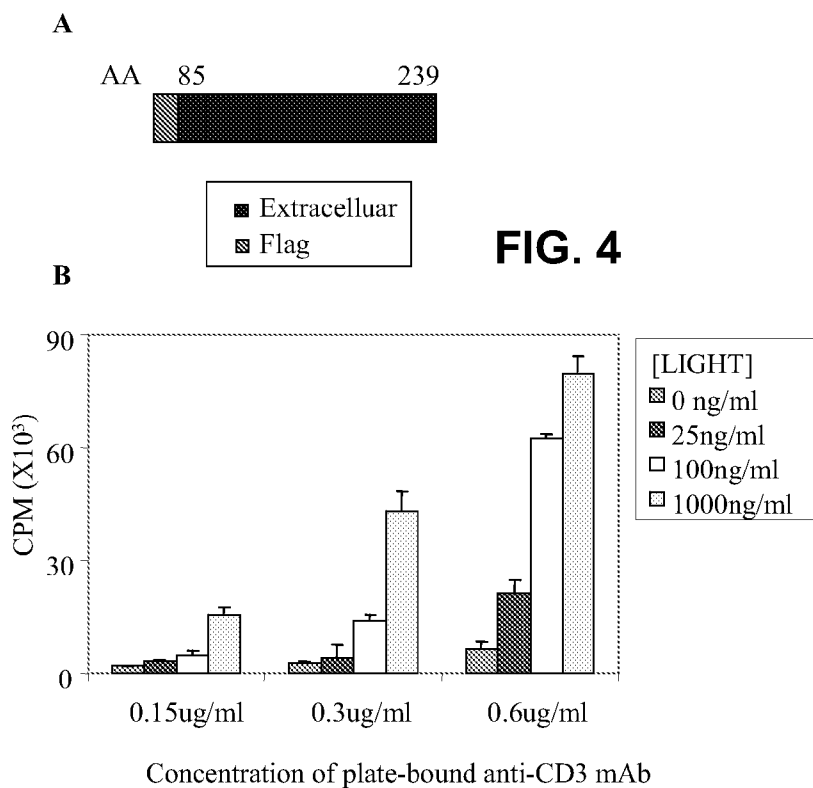 A
AA 85 239
Extracelluar
Flag
FIG. 4
B
90
60
30
0
CPM (X10³)
[LIGHT]
0 ng/ml
25ng/ml
100ng/ml
1000ng/ml
0.15ug/ml 0.3ug/ml 0.6ug/ml
Concentration of plate-bound anti-CD3 mAb